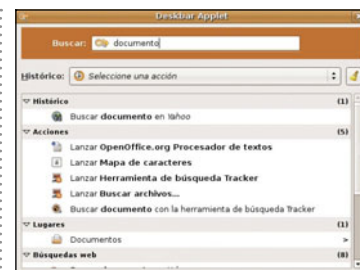 Deskbar Applet
Buscar: documento
Histórico: Seleccione una acción
Histórico (1)
Buscar documento en Yahoo
Acciones (5)
Lanzar OpenOffice.org Procesador de textos
Lanzar Mapa de caracteres
Lanzar Herramienta de búsqueda Tracker
Lanzar Buscar archivos...
Buscar documento con la herramienta de búsqueda Tracker
Lugares (1)
Documentos >
Búsquedas web (8)